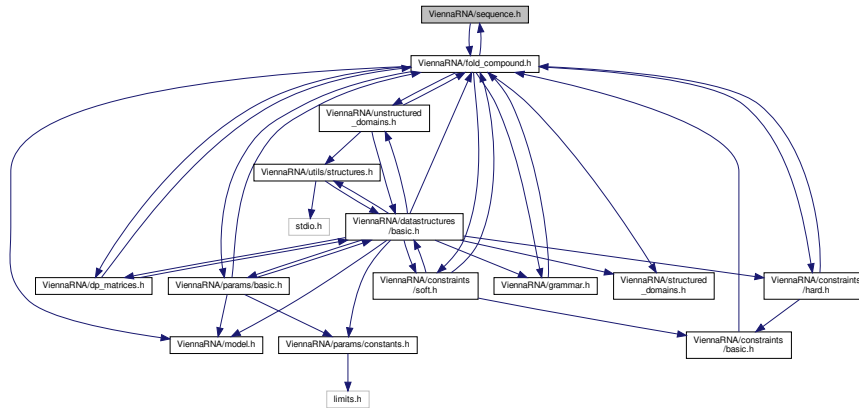 ViennaRNA/sequence.h
ViennaRNA/fold_compound.h
ViennaRNA/unstructured
_domains.h
ViennaRNA/utils/structures.h
stdio.h
ViennaRNA/datastructures
/basic.h
ViennaRNA/dp_matrices.h
ViennaRNA/params/basic.h
ViennaRNA/constraints
/soft.h
ViennaRNA/grammar.h
ViennaRNA/structured
_domains.h
ViennaRNA/constraints
/hard.h
ViennaRNA/model.h
ViennaRNA/params/constants.h
ViennaRNA/constraints
/basic.h
limits.h